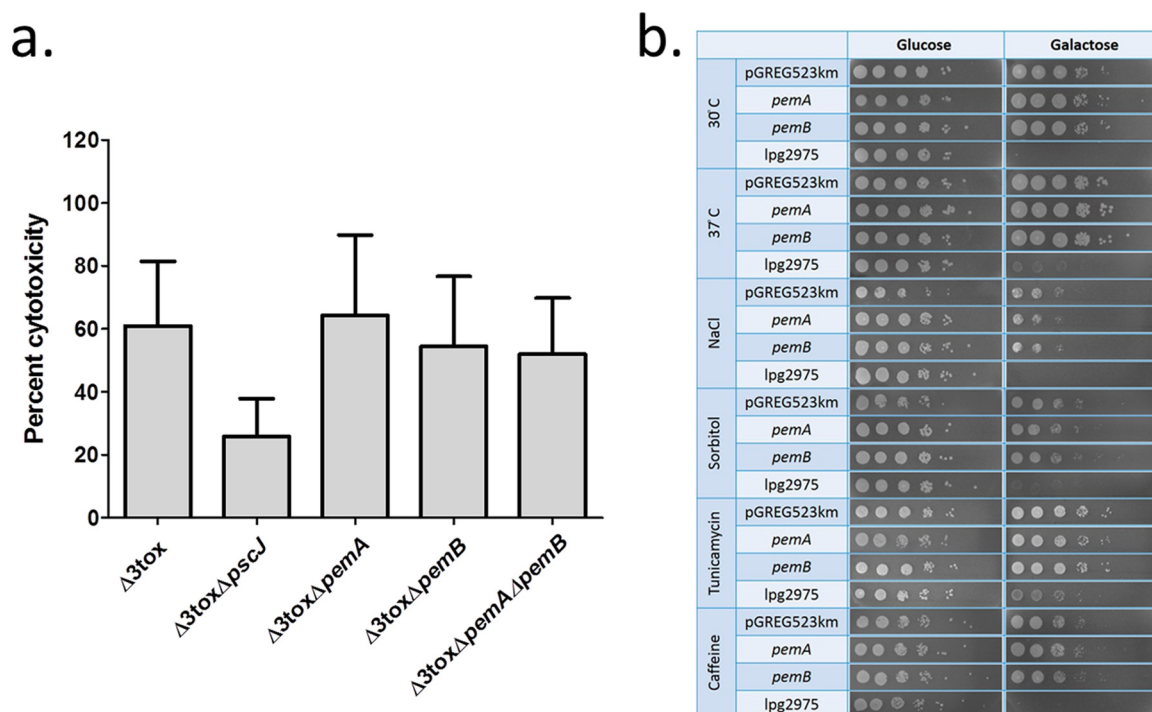 a.
120
100
80
60
40
20
0
Percent cytotoxicity
Δ3tox
Δ3toxΔpscJ
Δ3toxΔpemA
Δ3toxΔpemB
Δ3toxΔpemAΔpemB
b.
Glucose Galactose
30°C
pGREG523km
pemA
pemB
lpg2975
37°C
pGREG523km
pemA
pemB
lpg2975
NaCl
pGREG523km
pemA
pemB
lpg2975
Sorbitol
pGREG523km
pemA
pemB
lpg2975
Tunicamycin
pGREG523km
pemA
pemB
lpg2975
Caffeine
pGREG523km
pemA
pemB
lpg2975